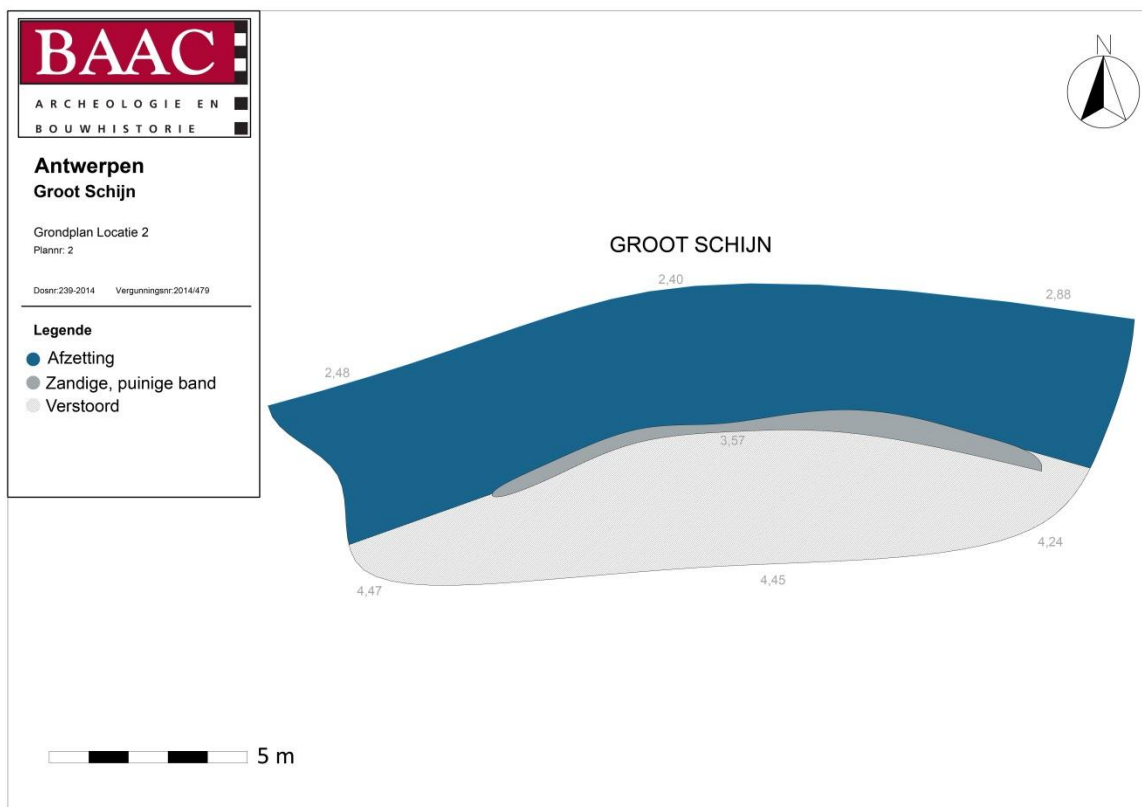 BAAC
ARCHEOLOGIE EN
BOUWHISTORIE
Antwerpen
Groot Schijn
Grondplan Locatie 2
Plannr: 2
Dosnr:239-2014 Vergunningsnr:2014/479
Legende
Afzetting
Zandige, puinige band
Verstoord
N
GROOT SCHIJN
2,40
2,88
2,48
3,57
4,24
4,45
4,47
5 m